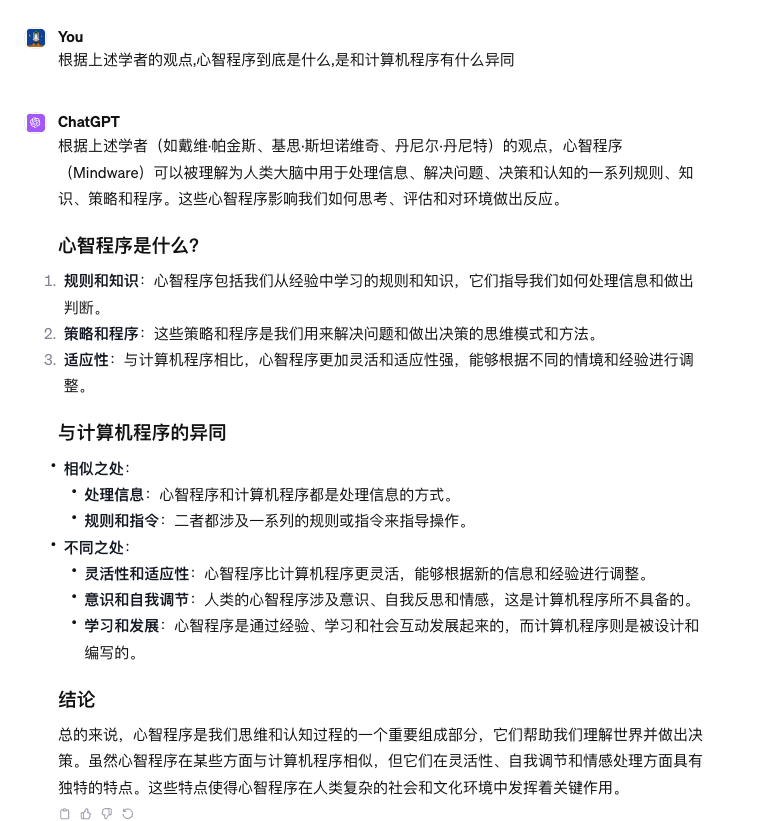 You
根据上述学者的观点,心智程序到底是什么,是和计算机程序有什么异同
ChatGPT
根据上述学者（如戴维·帕金斯、基思·斯坦诺维奇、丹尼尔·丹尼特）的观点，心智程序
（Mindware）可以被理解为人类大脑中用于处理信息、解决问题、决策和认知的一系列规则、知
识、策略和程序。这些心智程序影响我们如何思考、评估和对环境做出反应。
心智程序是什么?
1. 规则和知识：心智程序包括我们从经验中学习的规则和知识，它们指导我们如何处理信息和做出
判断。
2. 策略和程序：这些策略和程序是我们用来解决问题和做出决策的思维模式和方法。
3. 适应性：与计算机程序相比，心智程序更加灵活和适应性强，能够根据不同的情境和经验进行调
整。
与计算机程序的异同
• 相似之处：
• 处理信息：心智程序和计算机程序都是处理信息的方式。
• 规则和指令：二者都涉及一系列的规则或指令来指导操作。
• 不同之处：
• 灵活性和适应性：心智程序比计算机程序更灵活，能够根据新的信息和经验进行调整。
• 意识和自我调节：人类的心智程序涉及意识、自我反思和情感，这是计算机程序所不具备的。
• 学习和发展：心智程序是通过经验、学习和社会互动发展起来的，而计算机程序则是被设计和
编写的。
结论
总的来说，心智程序是我们思维和认知过程的一个重要组成部分，它们帮助我们理解世界并做出决
策。虽然心智程序在某些方面与计算机程序相似，但它们在灵活性、自我调节和情感处理方面具有
独特的特点。这些特点使得心智程序在人类复杂的社会和文化环境中发挥着关键作用。